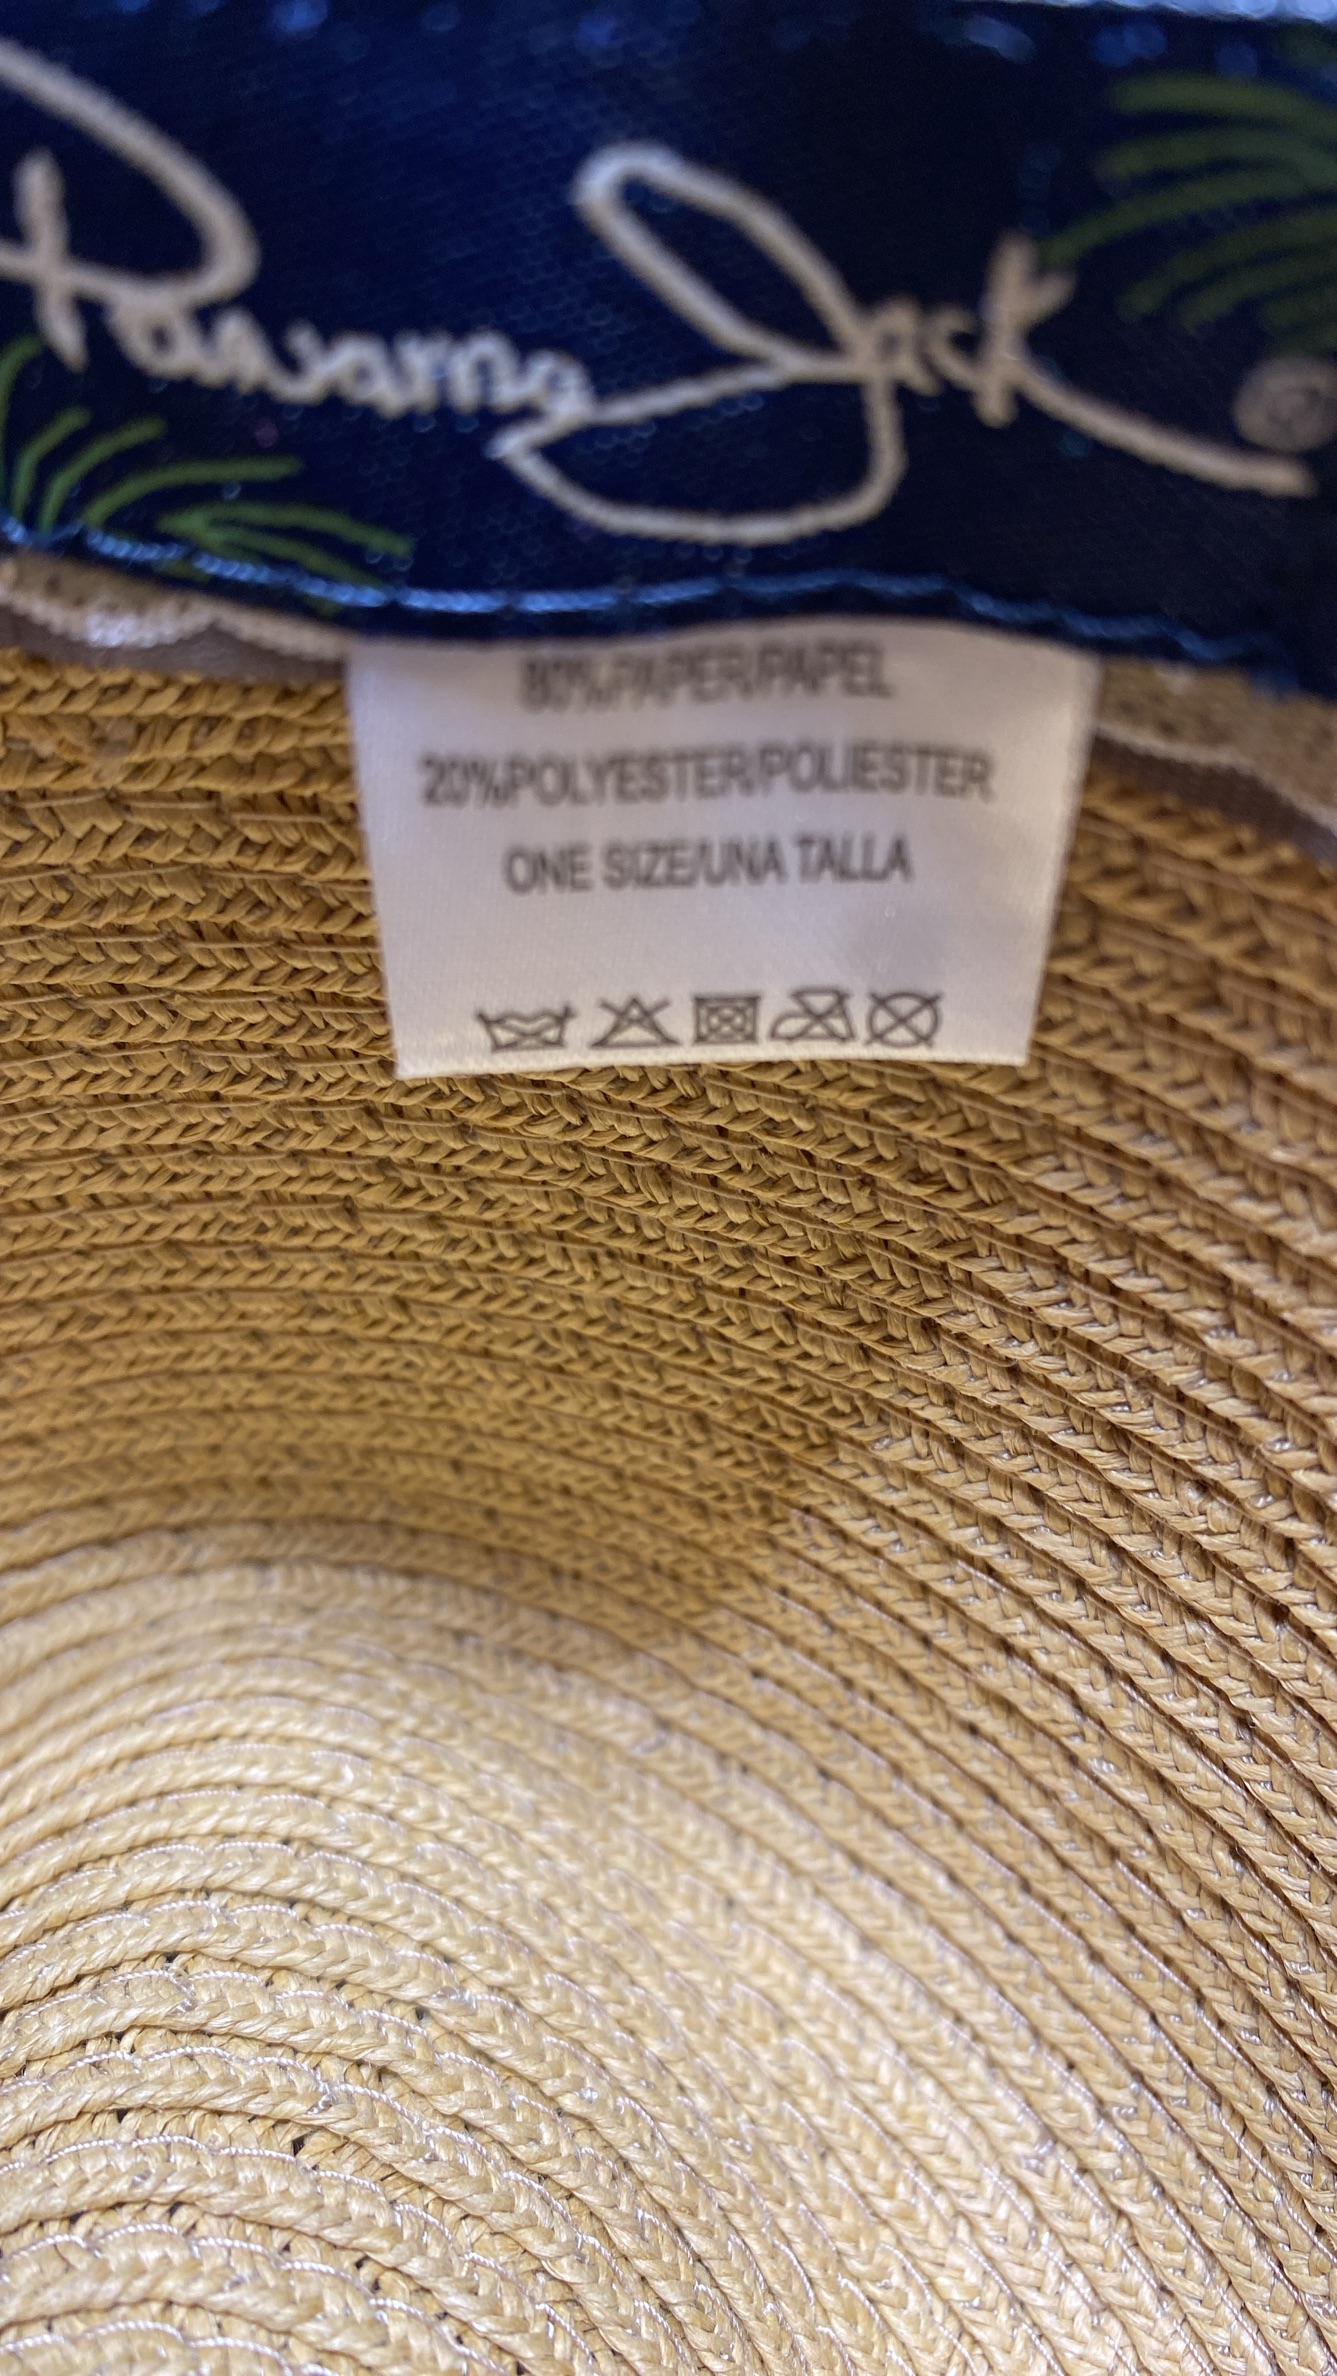 Panama Jack ®
80%PAPER/PAPEL
20%POLYESTER/POLIESTER
ONE SIZE/UNA TALLA